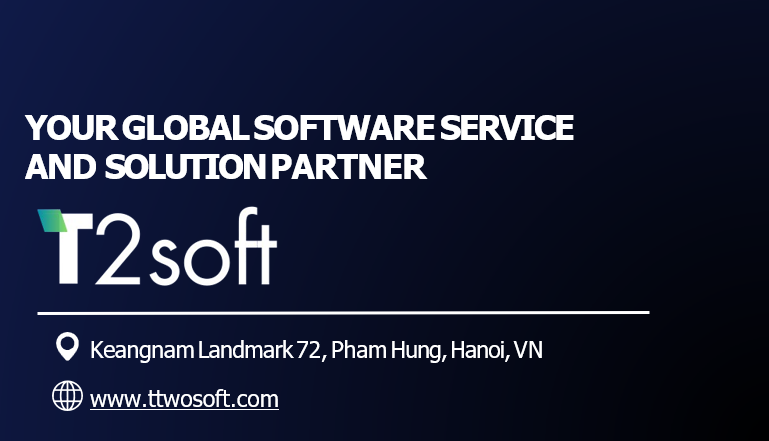 YOUR GLOBAL SOFTWARE SERVICE
AND SOLUTION PARTNER
T2soft
Keangnam Landmark 72, Pham Hung, Hanoi, VN
www.ttwosoft.com